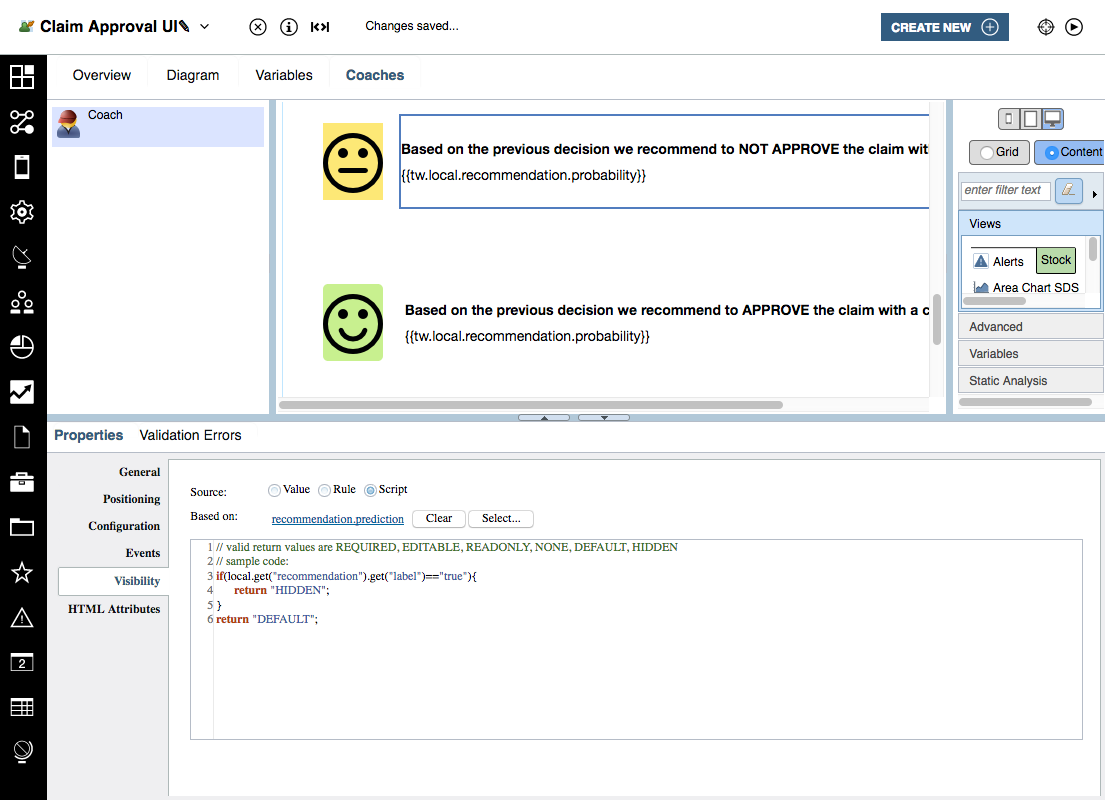 Claim Approval UI
Changes saved...
CREATE NEW
Overview Diagram Variables Coaches
Coach
Based on the previous decision we recommend to NOT APPROVE the claim wit
{{tw.local.recommendation.probability}}
Based on the previous decision we recommend to APPROVE the claim with a c
{{tw.local.recommendation.probability}}
Grid Content
enter filter text
Views
Alerts Stock
Area Chart SDS
Advanced
Variables
Static Analysis
2
Properties Validation Errors
General
Positioning
Configuration
Events
Visibility
HTML Attributes
Source: Value Rule Script
Based on: recommendation.prediction Clear Select...
1 // valid return values are REQUIRED, EDITABLE, READONLY, NONE, DEFAULT, HIDDEN
2 // sample code:
3 if(local.get("recommendation").get("label")=="true"){
4 return "HIDDEN";
5 }
6 return "DEFAULT";